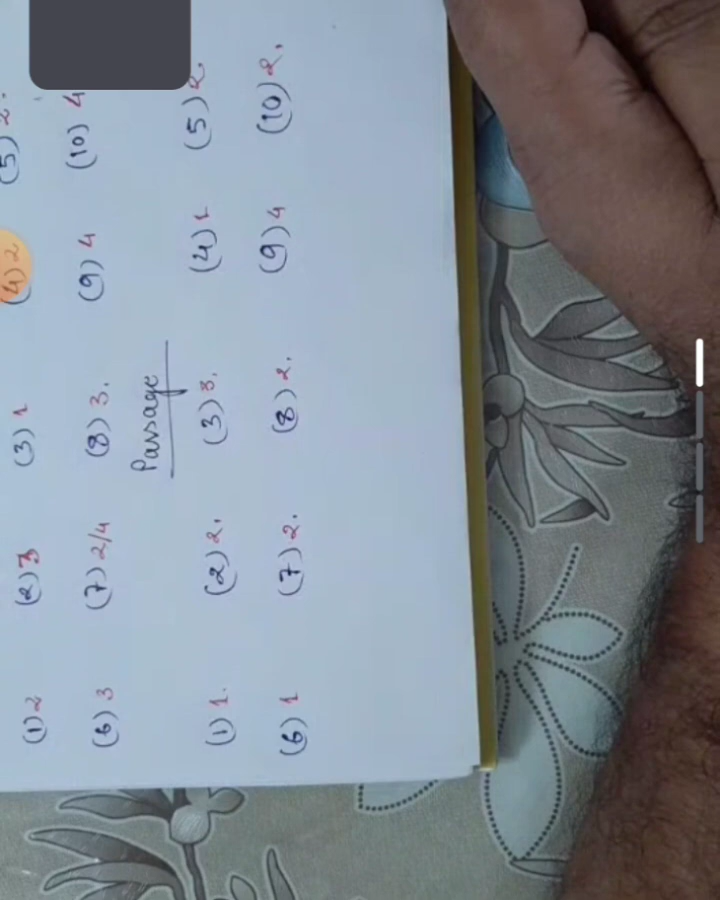 (1) 2 (2) 3 (3) 1 (4) 2 (5) 2.
(6) 3 (7) 2/4 (8) 3. (9) 4 (10) 4
Passage
(1) 1. (2) 2. (3) 3. (4) 1 (5) 2.
(6) 1 (7) 2. (8) 2. (9) 4 (10) 2.